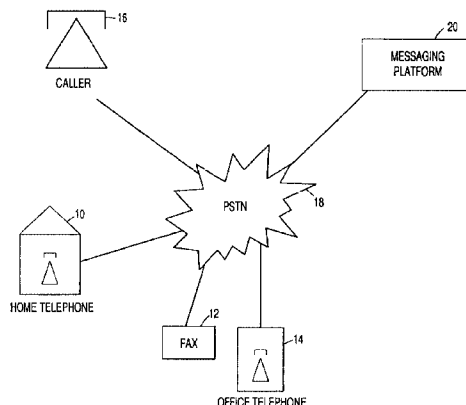 16
CALLER
20
MESSAGING
PLATFORM
PSTN
18
10
HOME TELEPHONE
12
FAX
14
OFFICE TELEPHONE